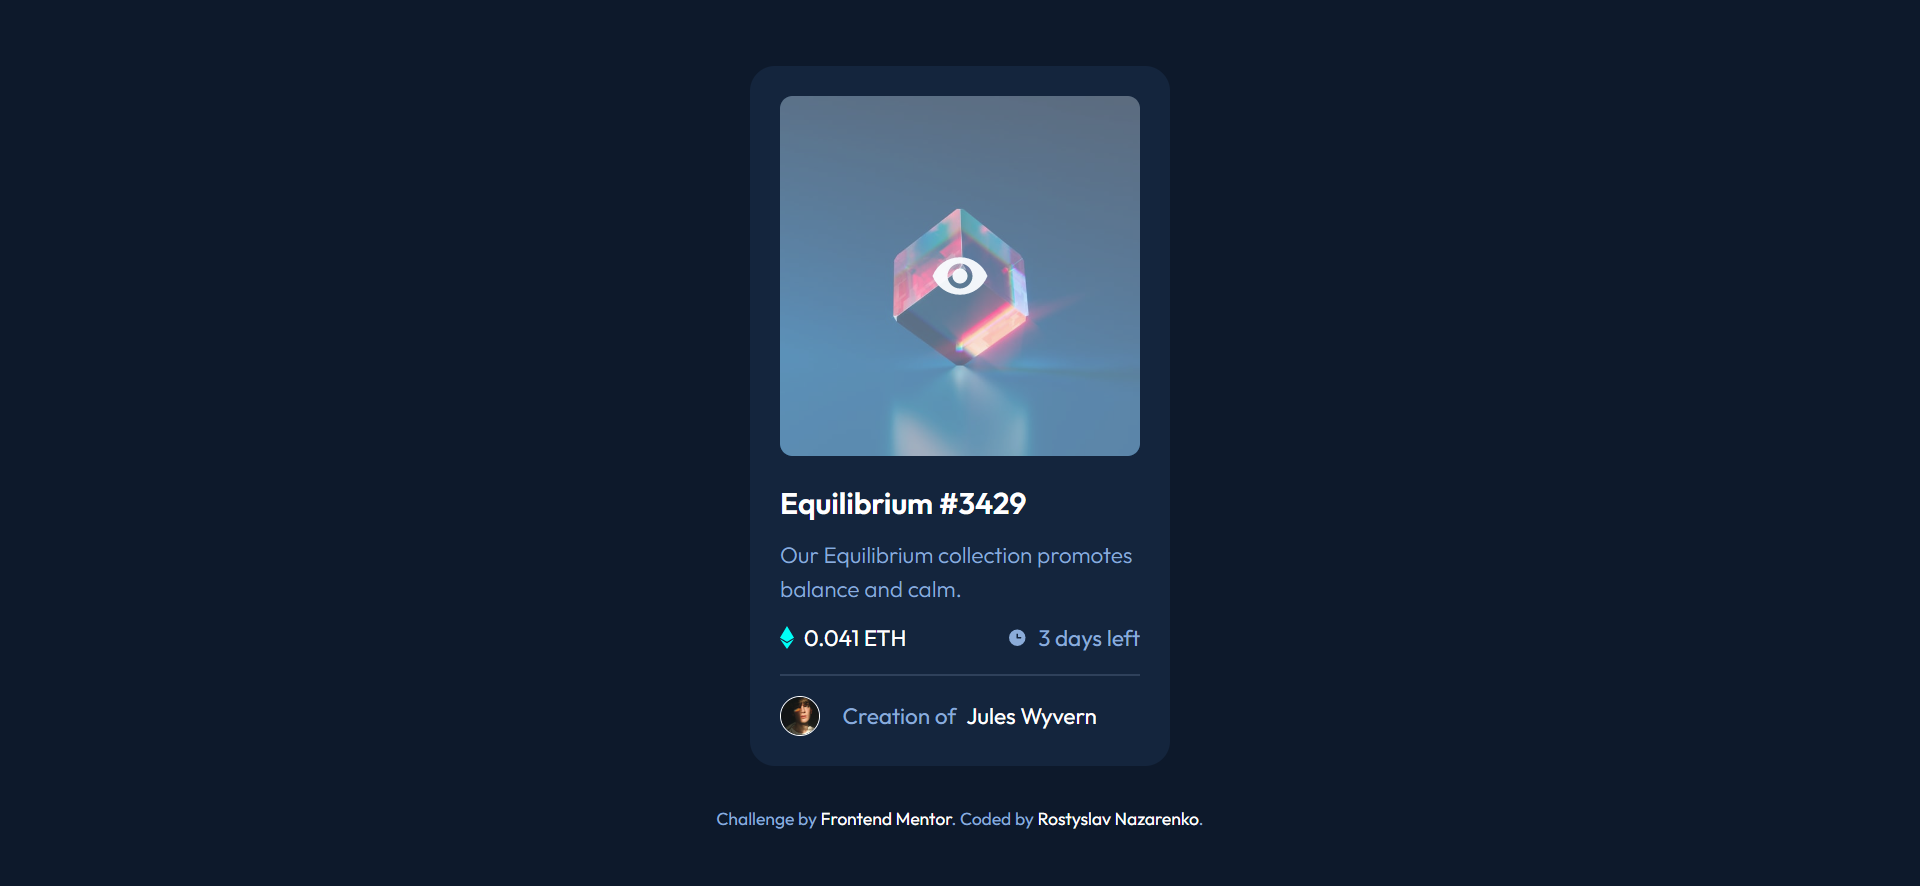 Equilibrium #3429
Our Equilibrium collection promotes
balance and calm.
0.041 ETH
3 days left
Creation of Jules Wyvern
Challenge by Frontend Mentor. Coded by Rostyslav Nazarenko.